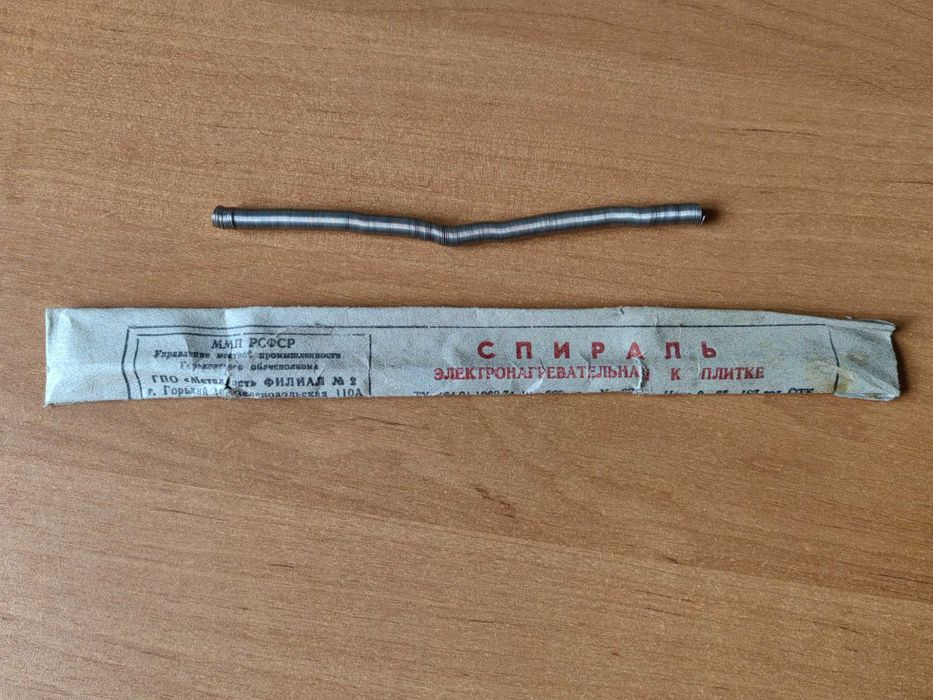 ММП РСФСР
Управление местной промышленности
Горьковского облисполкома
ГПО «Металлист» ФИЛИАЛ № 2
г. Горький Зеленодольская 110А
СПИРАЛЬ
ЭЛЕКТРОНАГРЕВАТЕЛЬНАЯ К ПЛИТКЕ